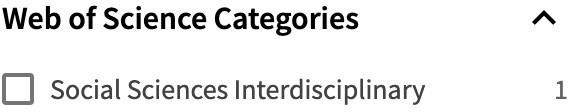 Web of Science Categories
Social Sciences Interdisciplinary 1